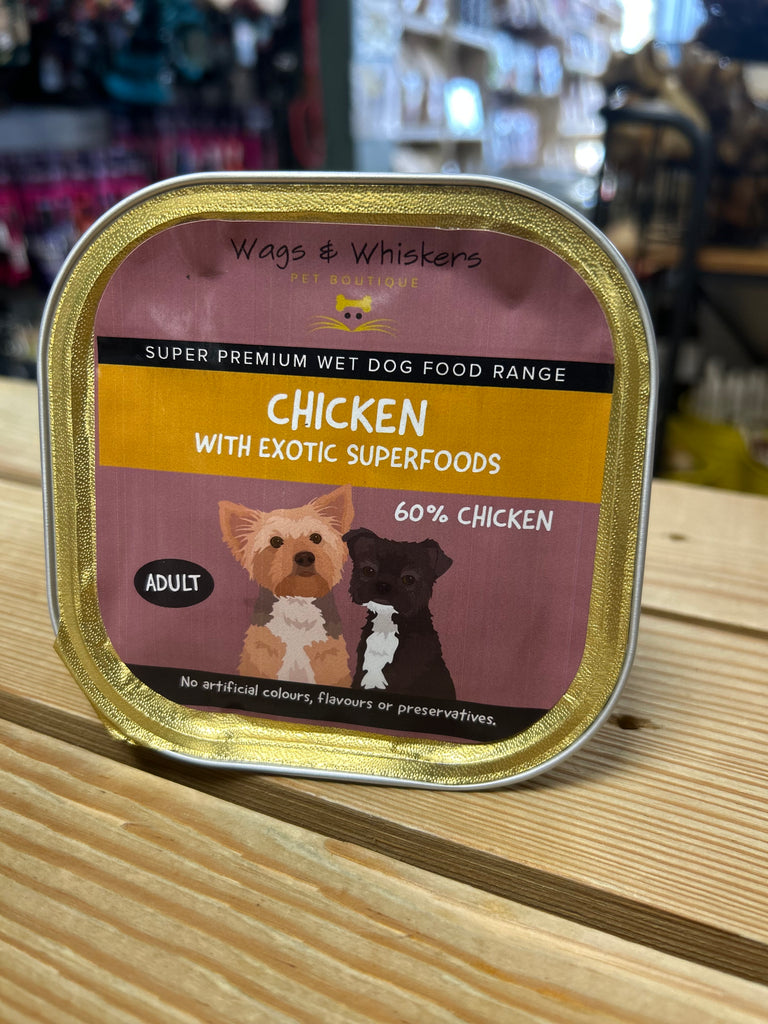 Wags & Whiskers
PET BOUTIQUE
SUPER PREMIUM WET DOG FOOD RANGE
CHICKEN
WITH EXOTIC SUPERFOODS
60% CHICKEN
ADULT
No artificial colours, flavours or preservatives.